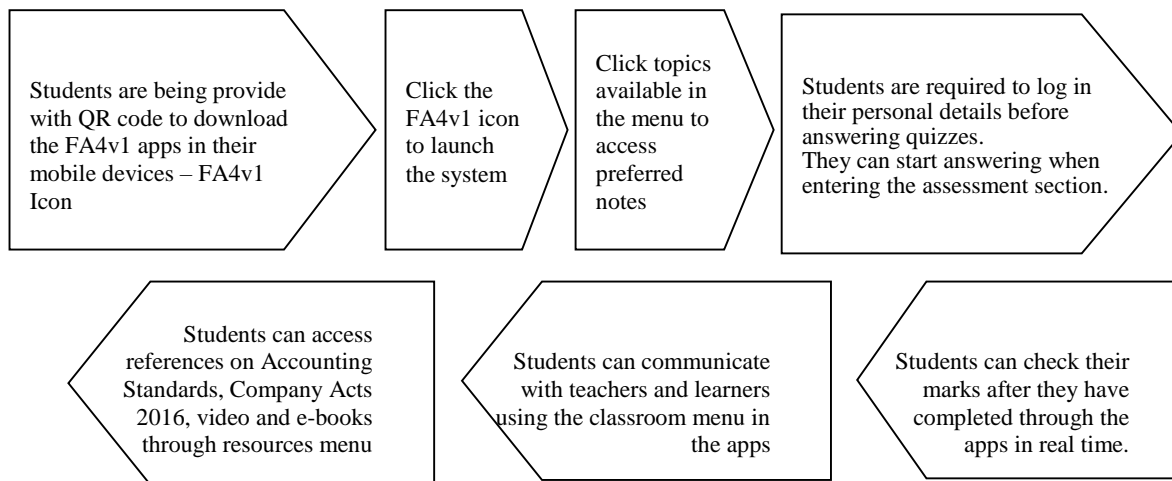 Students are being provide
with QR code to download
the FA4v1 apps in their
mobile devices – FA4v1
Icon
Click the
FA4v1 icon
to launch
the system
Click topics
available in
the menu to
access
preferred
notes
Students are required to log in
their personal details before
answering quizzes.
They can start answering when
entering the assessment section.
Students can check their
marks after they have
completed through the
apps in real time.
Students can communicate
with teachers and learners
using the classroom menu in
the apps
Students can access
references on Accounting
Standards, Company Acts
2016, video and e-books
through resources menu